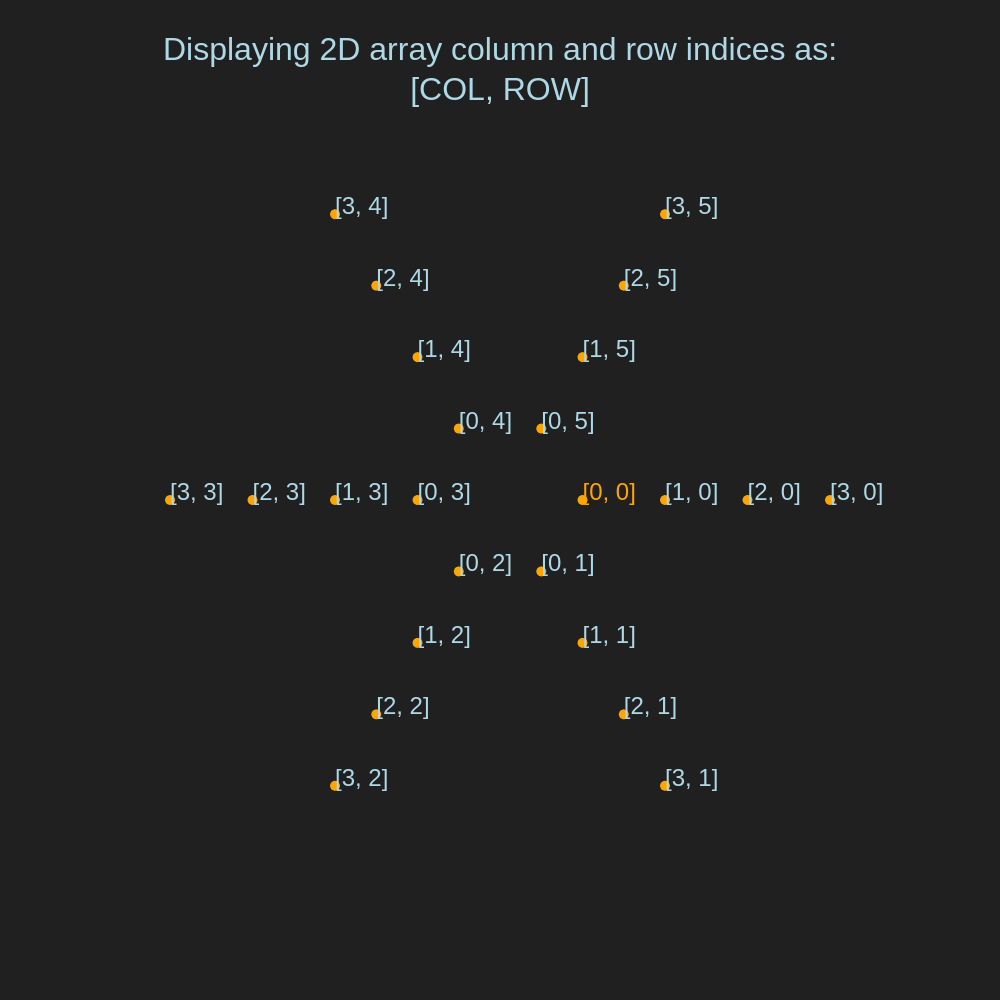 Displaying 2D array column and row indices as:
[COL, ROW]
[3, 4] [3, 5]
[2, 4] [2, 5]
[1, 4] [1, 5]
[0, 4] [0, 5]
[3, 3] [2, 3] [1, 3] [0, 3] [0, 0] [1, 0] [2, 0] [3, 0]
[0, 2] [0, 1]
[1, 2] [1, 1]
[2, 2] [2, 1]
[3, 2] [3, 1]